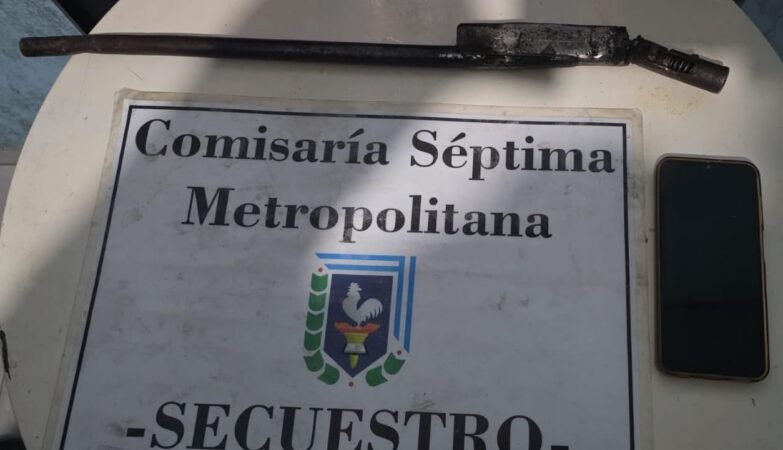 Comisaría Séptima
Metropolitana
-SECUESTRO-